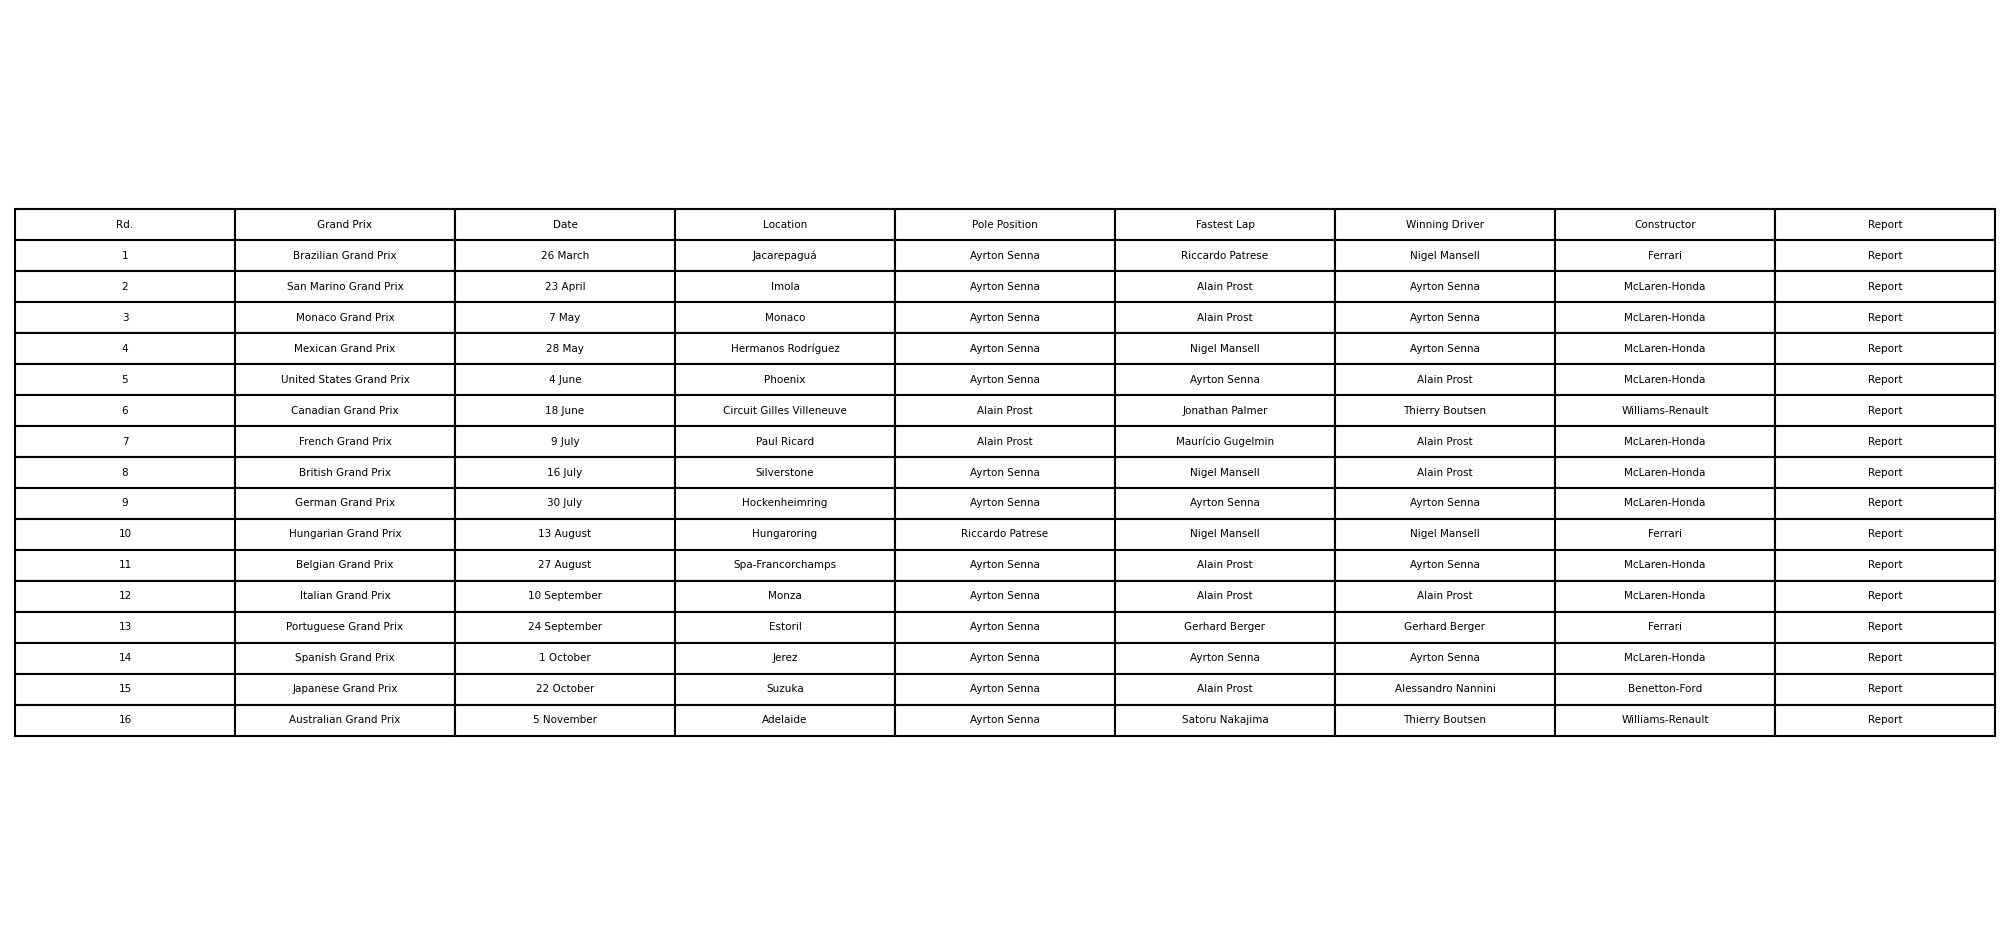 Rd. Grand Prix Date Location Pole Position Fastest Lap Winning Driver Constructor Report
1 Brazilian Grand Prix 26 March Jacarepaguá Ayrton Senna Riccardo Patrese Nigel Mansell Ferrari Report
2 San Marino Grand Prix 23 April Imola Ayrton Senna Alain Prost Ayrton Senna McLaren-Honda Report
3 Monaco Grand Prix 7 May Monaco Ayrton Senna Alain Prost Ayrton Senna McLaren-Honda Report
4 Mexican Grand Prix 28 May Hermanos Rodríguez Ayrton Senna Nigel Mansell Ayrton Senna McLaren-Honda Report
5 United States Grand Prix 4 June Phoenix Ayrton Senna Ayrton Senna Alain Prost McLaren-Honda Report
6 Canadian Grand Prix 18 June Circuit Gilles Villeneuve Alain Prost Jonathan Palmer Thierry Boutsen Williams-Renault Report
7 French Grand Prix 9 July Paul Ricard Alain Prost Maurício Gugelmin Alain Prost McLaren-Honda Report
8 British Grand Prix 16 July Silverstone Ayrton Senna Nigel Mansell Alain Prost McLaren-Honda Report
9 German Grand Prix 30 July Hockenheimring Ayrton Senna Ayrton Senna Ayrton Senna McLaren-Honda Report
10 Hungarian Grand Prix 13 August Hungaroring Riccardo Patrese Nigel Mansell Nigel Mansell Ferrari Report
11 Belgian Grand Prix 27 August Spa-Francorchamps Ayrton Senna Alain Prost Ayrton Senna McLaren-Honda Report
12 Italian Grand Prix 10 September Monza Ayrton Senna Alain Prost Alain Prost McLaren-Honda Report
13 Portuguese Grand Prix 24 September Estoril Ayrton Senna Gerhard Berger Gerhard Berger Ferrari Report
14 Spanish Grand Prix 1 October Jerez Ayrton Senna Ayrton Senna Ayrton Senna McLaren-Honda Report
15 Japanese Grand Prix 22 October Suzuka Ayrton Senna Alain Prost Alessandro Nannini Benetton-Ford Report
16 Australian Grand Prix 5 November Adelaide Ayrton Senna Satoru Nakajima Thierry Boutsen Williams-Renault Report